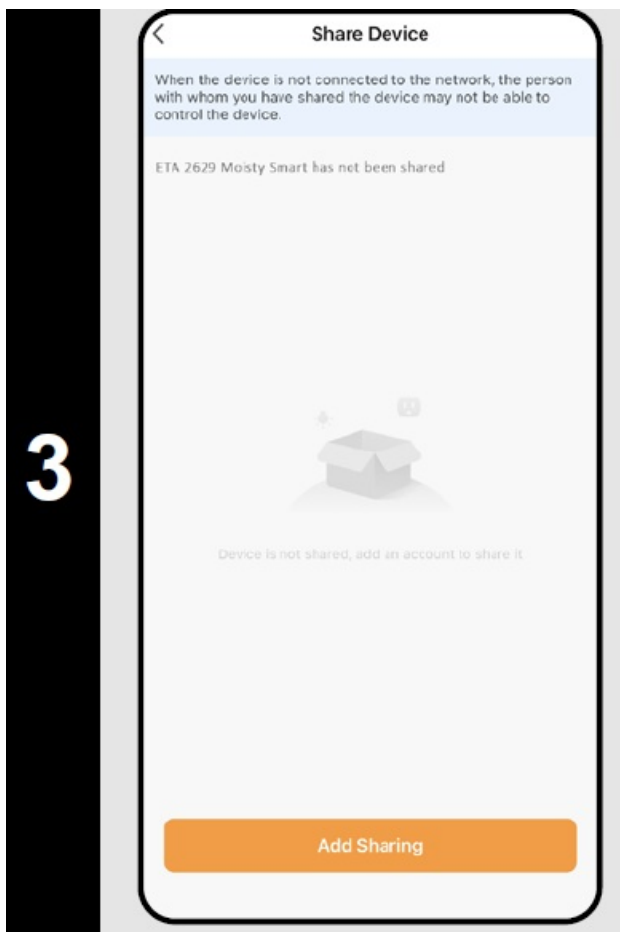 Share Device
When the device is not connected to the network, the person
with whom you have shared the device may not be able to
control the device.
ETA 2629 Moisty Smart has not been shared
3
Device is not shared, add an account to share it
Add Sharing